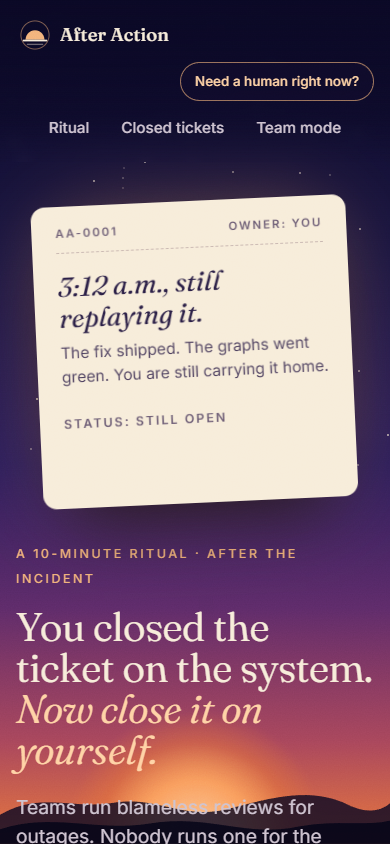 After Action
Need a human right now?
Ritual Closed tickets Team mode
AA-0001 OWNER: YOU
3:12 a.m., still
replaying it.
The fix shipped. The graphs went
green. You are still carrying it home.
STATUS: STILL OPEN
A 10-MINUTE RITUAL · AFTER THE
INCIDENT
You closed the
ticket on the system.
Now close it on
yourself.
Teams run blameless reviews for
outages. Nobody runs one for the